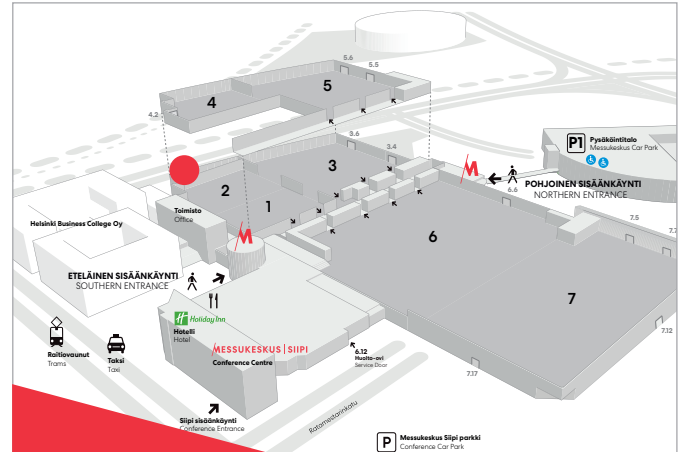 5.6
5.5
5
4
4.2
3.6
3.4
3
2
1
P1
Pysäköintitalo
Messukeskus Car Park
POHJOINEN SISÄÄNKÄYNTI
NORTHERN ENTRANCE
6.6
7.5
Toimisto
Office
Helsinki Business College Oy
6
ETELÄINEN SISÄÄNKÄYNTI
SOUTHERN ENTRANCE
7
Holiday Inn
Hotelli
Hotel
7.12
MESSUKESKUS | SIIPI
Conference Centre
6.12
Huolto-ovi
Service Door
7.17
Raitiovaunut
Trams
Taksi
Taxi
Siipi sisäänkäynti
Conference Entrance
Ratamestarinkatu
P
Messukeskus Siipi parkki
Conference Car Park